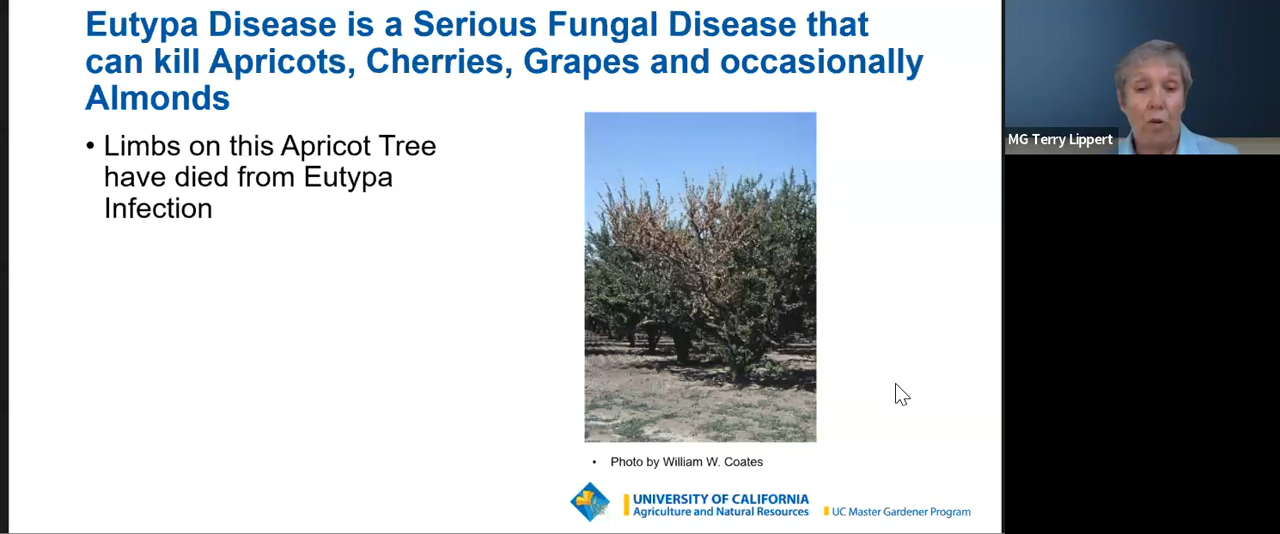 Eutypa Disease is a Serious Fungal Disease that
can kill Apricots, Cherries, Grapes and occasionally
Almonds
• Limbs on this Apricot Tree
have died from Eutypa
Infection
MG Terry Lippert
• Photo by William W. Coates
UNIVERSITY OF CALIFORNIA
Agriculture and Natural Resources
UC Master Gardener Program